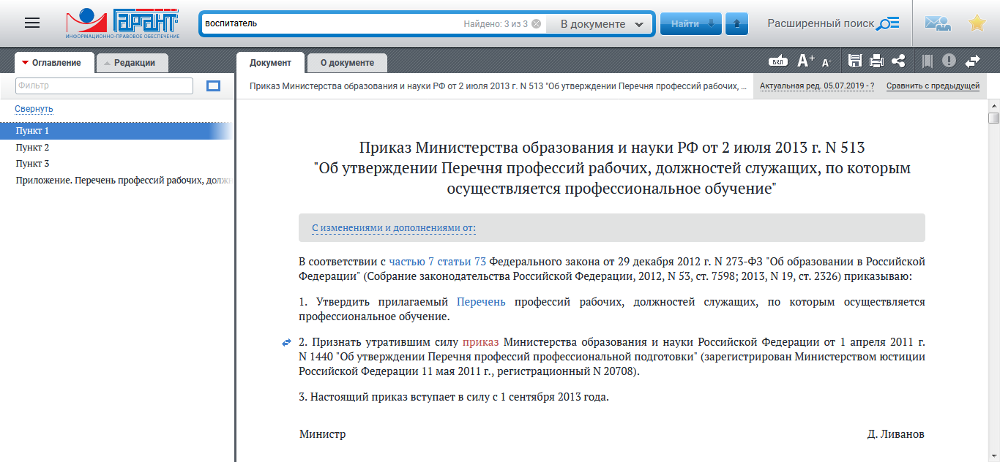 ГАРАНТ
ИНФОРМАЦИОННО-ПРАВОВОЕ ОБЕСПЕЧЕНИЕ
воспитатель Найдено: 3 из 3 В документе Найти Расширенный поиск
Оглавление Редакции Документ О документе вкл A+ A-
Фильтр
Приказ Министерства образования и науки РФ от 2 июля 2013 г. N 513 "Об утверждении Перечня профессий рабочих, ... Актуальная ред. 05.07.2019 - ? Сравнить с предыдущей
Свернуть
Пункт 1
Пункт 2
Пункт 3
Приложение. Перечень профессий рабочих, должн
Приказ Министерства образования и науки РФ от 2 июля 2013 г. N 513
"Об утверждении Перечня профессий рабочих, должностей служащих, по которым
осуществляется профессиональное обучение"
С изменениями и дополнениями от:
В соответствии с частью 7 статьи 73 Федерального закона от 29 декабря 2012 г. N 273-ФЗ "Об образовании в Российской
Федерации" (Собрание законодательства Российской Федерации, 2012, N 53, ст. 7598; 2013, N 19, ст. 2326) приказываю:
1. Утвердить прилагаемый Перечень профессий рабочих, должностей служащих, по которым осуществляется
профессиональное обучение.
2. Признать утратившим силу приказ Министерства образования и науки Российской Федерации от 1 апреля 2011 г.
N 1440 "Об утверждении Перечня профессий профессиональной подготовки" (зарегистрирован Министерством юстиции
Российской Федерации 11 мая 2011 г., регистрационный N 20708).
3. Настоящий приказ вступает в силу с 1 сентября 2013 года.
Министр Д. Ливанов